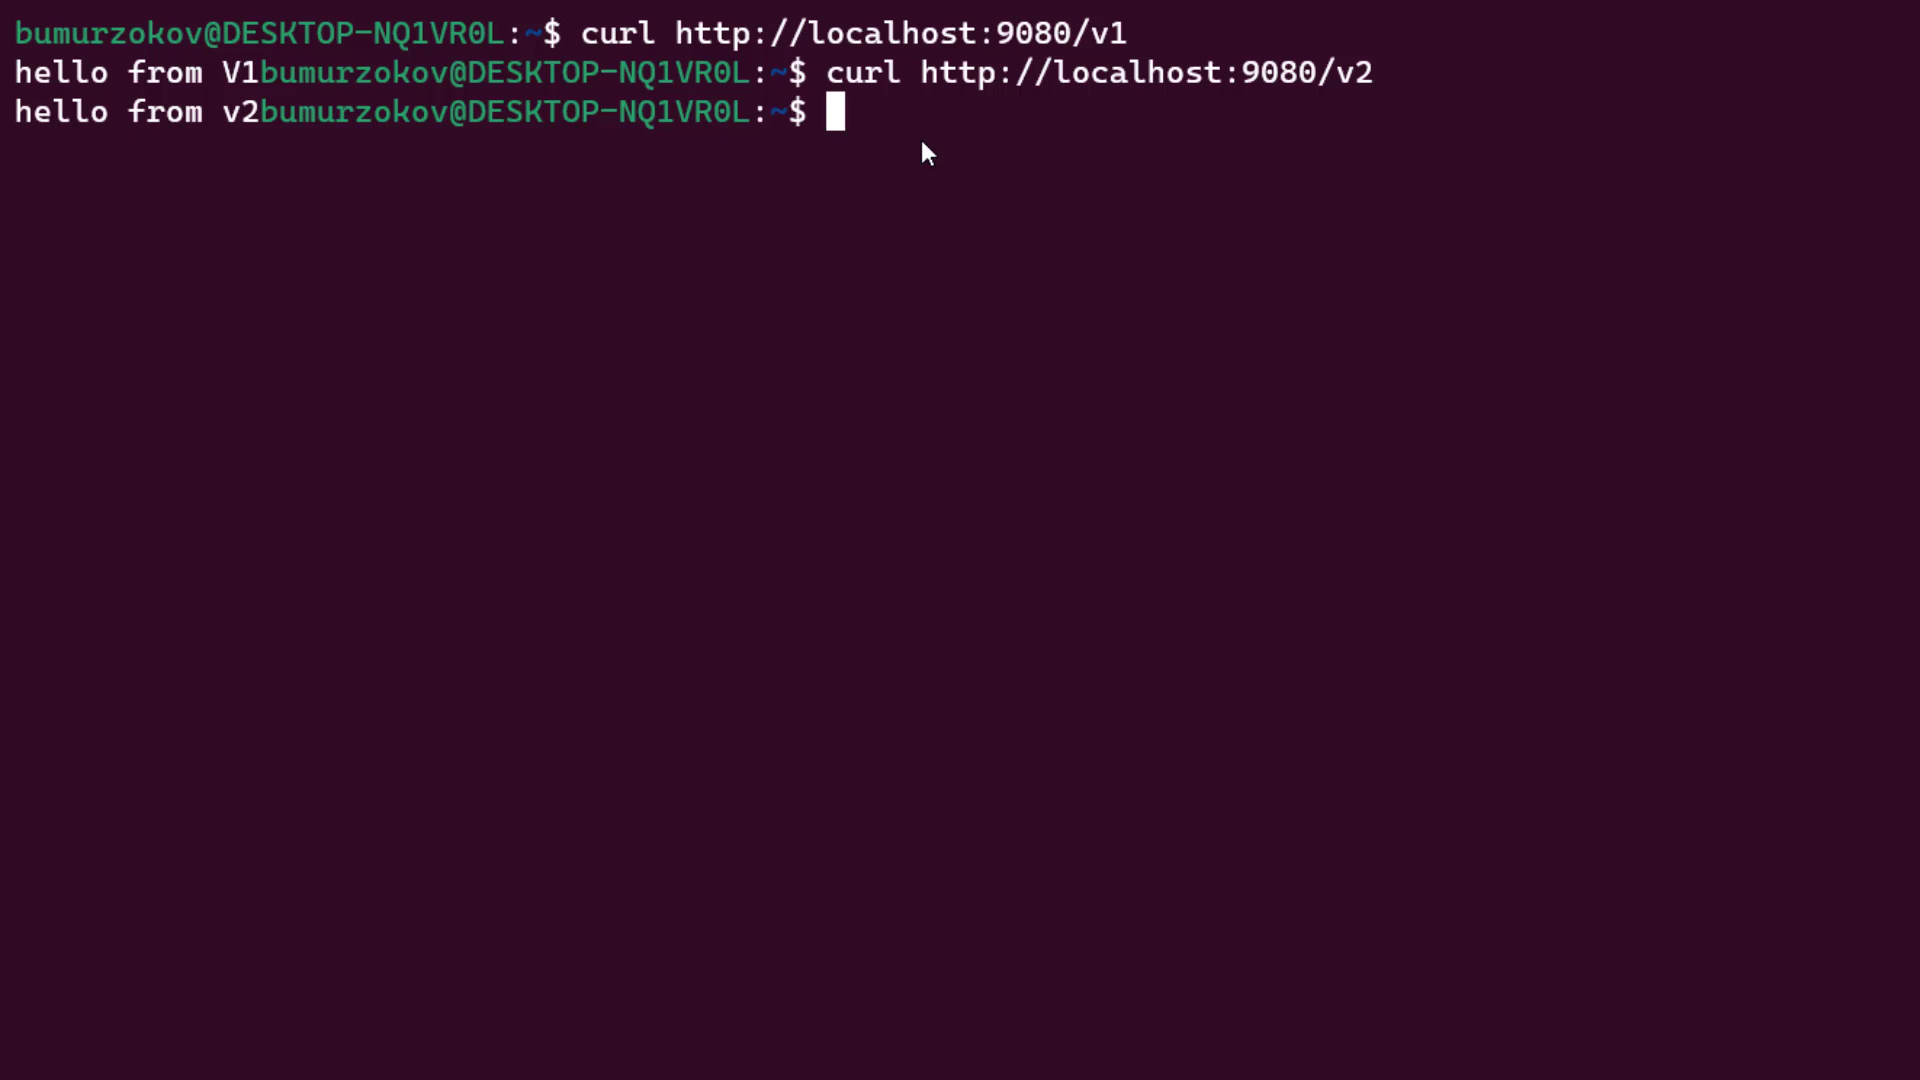 bumurzokov@DESKTOP-NQ1VR0L:~$ curl http://localhost:9080/v1
hello from V1bumurzokov@DESKTOP-NQ1VR0L:~$ curl http://localhost:9080/v2
hello from v2bumurzokov@DESKTOP-NQ1VR0L:~$